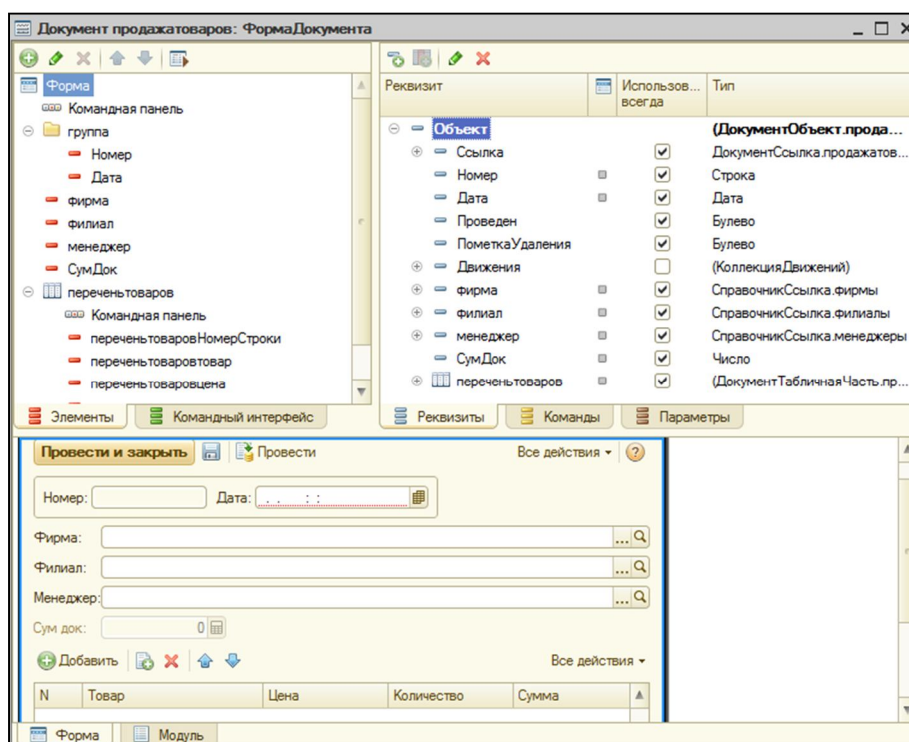 Документ продажатоваров: ФормаДокумента
Форма
Командная панель
группа
Номер
Дата
фирма
филиал
менеджер
СумДок
переченьтоваров
Командная панель
переченьтоваровНомерСтроки
переченьтоваровтовар
переченьтоваровцена
Элементы
Командный интерфейс
Реквизит
Использов... всегда
Тип
Объект
(ДокументОбъект.прода...
Ссылка
ДокументСсылка.продажатов...
Номер
Строка
Дата
Дата
Проведен
Булево
ПометкаУдаления
Булево
Движения
(КоллекцияДвижений)
фирма
СправочникСсылка.фирмы
филиал
СправочникСсылка.филиалы
менеджер
СправочникСсылка.менеджеры
СумДок
Число
переченьтоваров
(ДокументТабличнаяЧасть.пр...
Реквизиты
Команды
Параметры
Провести и закрыть
Провести
Все действия
Номер:
Дата: . . : :
Фирма:
Филиал:
Менеджер:
Сум док: 0
Добавить
Все действия
N Товар Цена Количество Сумма
Форма
Модуль